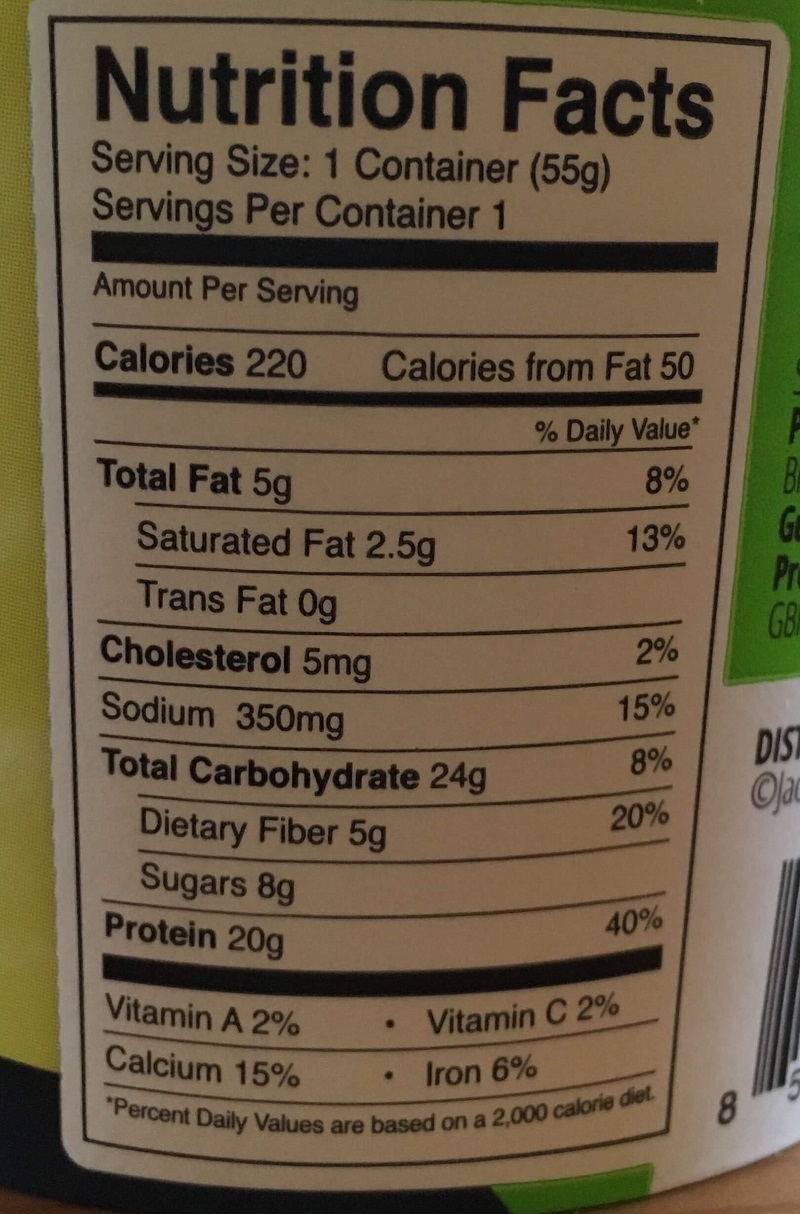 Nutrition Facts
Serving Size: 1 Container (55g)
Servings Per Container 1
Amount Per Serving
Calories 220 Calories from Fat 50
% Daily Value*
Total Fat 5g 8%
Saturated Fat 2.5g 13%
Trans Fat 0g
Cholesterol 5mg 2%
Sodium 350mg 15%
Total Carbohydrate 24g 8%
Dietary Fiber 5g 20%
Sugars 8g
Protein 20g 40%
Vitamin A 2% • Vitamin C 2%
Calcium 15% • Iron 6%
*Percent Daily Values are based on a 2,000 calorie diet.
8